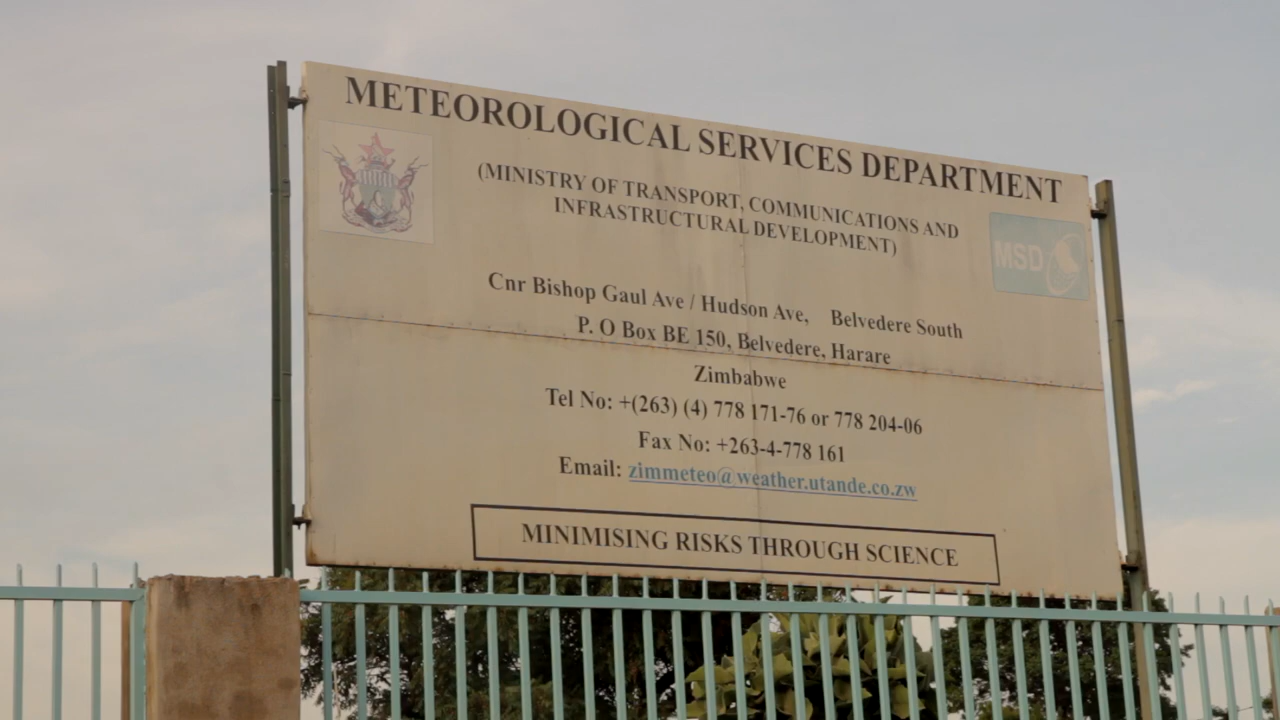 METEOROLOGICAL SERVICES DEPARTMENT
(MINISTRY OF TRANSPORT, COMMUNICATIONS AND
INFRASTRUCTURAL DEVELOPMENT)
MSD
Cnr Bishop Gaul Ave / Hudson Ave, Belvedere South
P. O Box BE 150, Belvedere, Harare
Zimbabwe
Tel No: +(263) (4) 778 171-76 or 778 204-06
Fax No: +263-4-778 161
Email: zimmeteo@weather.utande.co.zw
MINIMISING RISKS THROUGH SCIENCE